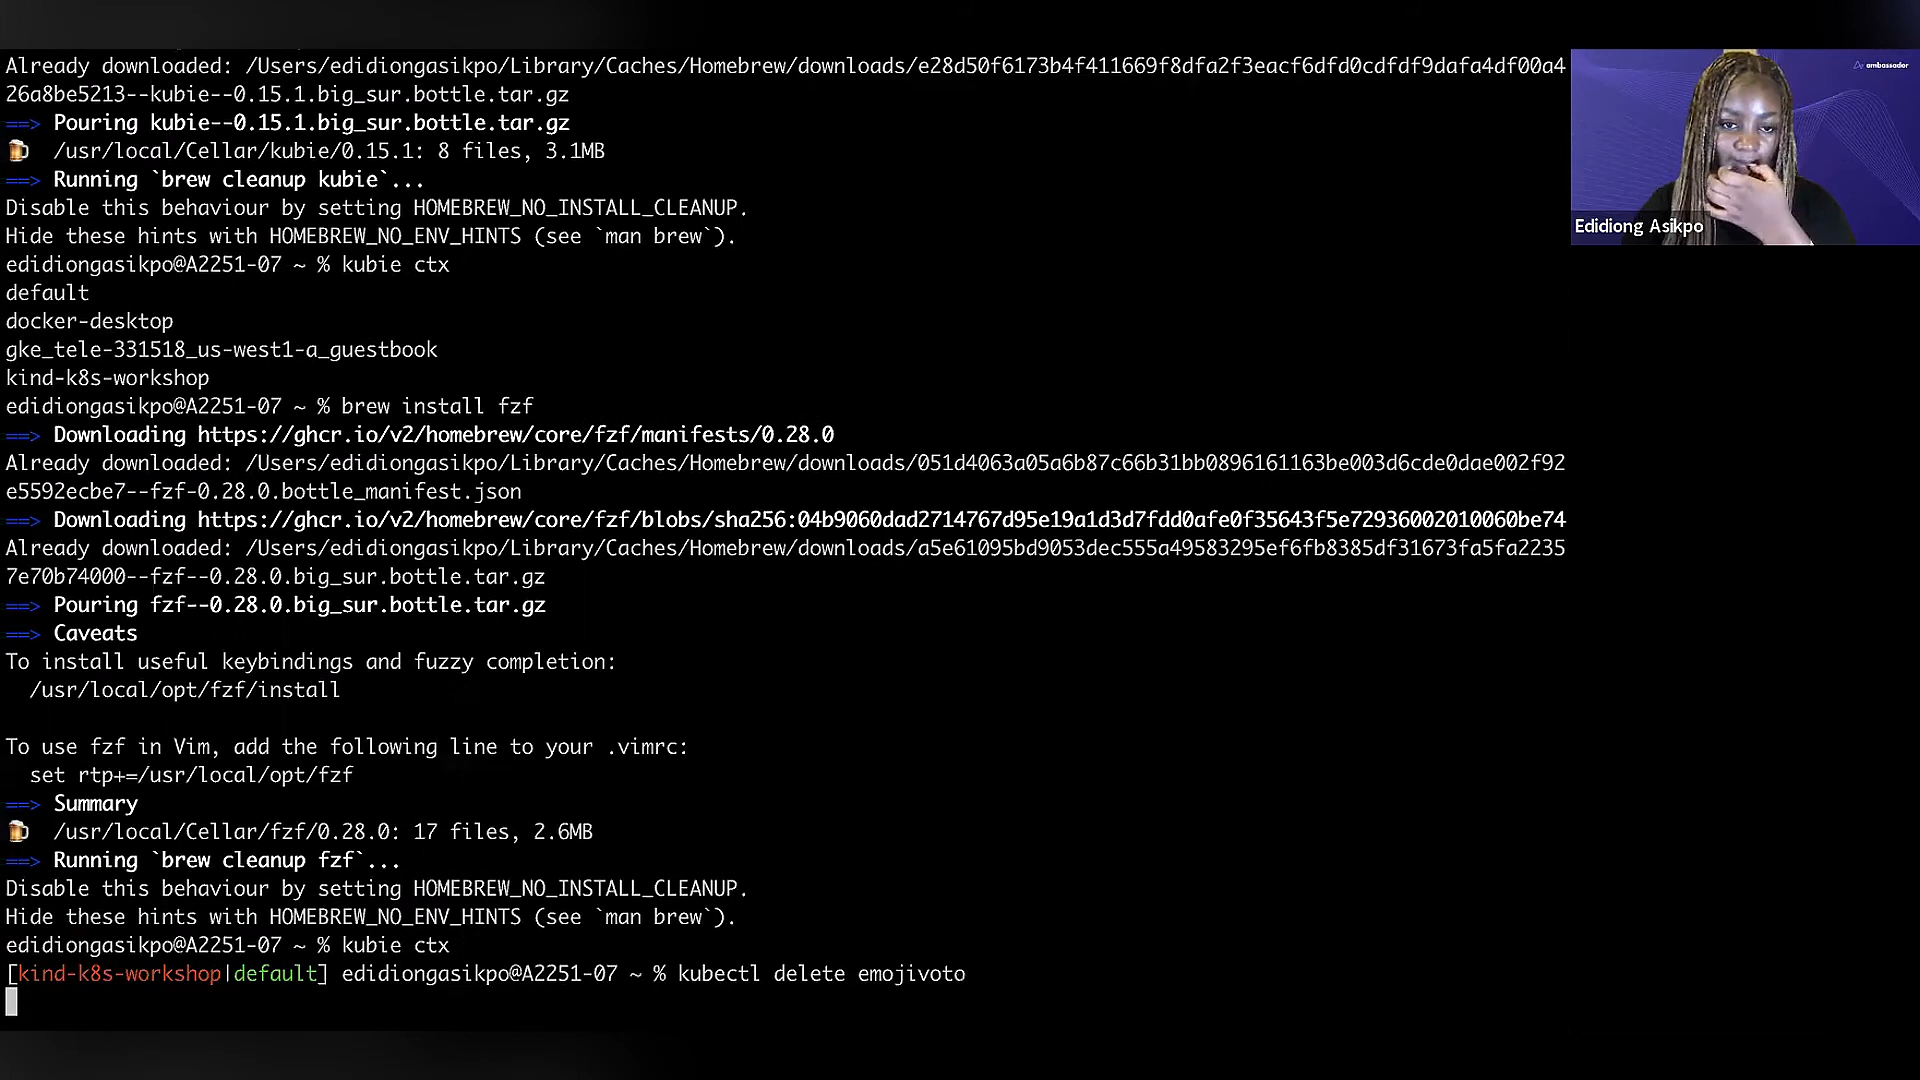 Already downloaded: /Users/edidiongasikpo/Library/Caches/Homebrew/downloads/e28d50f6173b4f411669f8dfa2f3eacf6dfd0cdfdf9dafa4df00a4
26a8be5213--kubie--0.15.1.big_sur.bottle.tar.gz
==> Pouring kubie--0.15.1.big_sur.bottle.tar.gz
🍺  /usr/local/Cellar/kubie/0.15.1: 8 files, 3.1MB
==> Running `brew cleanup kubie`...
Disable this behaviour by setting HOMEBREW_NO_INSTALL_CLEANUP.
Hide these hints with HOMEBREW_NO_ENV_HINTS (see `man brew`).
edidiongasikpo@A2251-07 ~ % kubie ctx
default
docker-desktop
gke_tele-331518_us-west1-a_guestbook
kind-k8s-workshop
edidiongasikpo@A2251-07 ~ % brew install fzf
==> Downloading https://ghcr.io/v2/homebrew/core/fzf/manifests/0.28.0
Already downloaded: /Users/edidiongasikpo/Library/Caches/Homebrew/downloads/051d4063a05a6b87c66b31bb0896161163be003d6cde0dae002f92
e5592ecbe7--fzf-0.28.0.bottle_manifest.json
==> Downloading https://ghcr.io/v2/homebrew/core/fzf/blobs/sha256:04b9060dad2714767d95e19a1d3d7fdd0afe0f35643f5e72936002010060be74
Already downloaded: /Users/edidiongasikpo/Library/Caches/Homebrew/downloads/a5e61095bd9053dec555a49583295ef6fb8385df31673fa5fa2235
7e70b74000--fzf--0.28.0.big_sur.bottle.tar.gz
==> Pouring fzf--0.28.0.big_sur.bottle.tar.gz
==> Caveats
To install useful keybindings and fuzzy completion:
  /usr/local/opt/fzf/install
To use fzf in Vim, add the following line to your .vimrc:
  set rtp+=/usr/local/opt/fzf
==> Summary
🍺  /usr/local/Cellar/fzf/0.28.0: 17 files, 2.6MB
==> Running `brew cleanup fzf`...
Disable this behaviour by setting HOMEBREW_NO_INSTALL_CLEANUP.
Hide these hints with HOMEBREW_NO_ENV_HINTS (see `man brew`).
edidiongasikpo@A2251-07 ~ % kubie ctx
[kind-k8s-workshop|default] edidiongasikpo@A2251-07 ~ % kubectl delete emojivoto
ambassador
Edidiong Asikpo